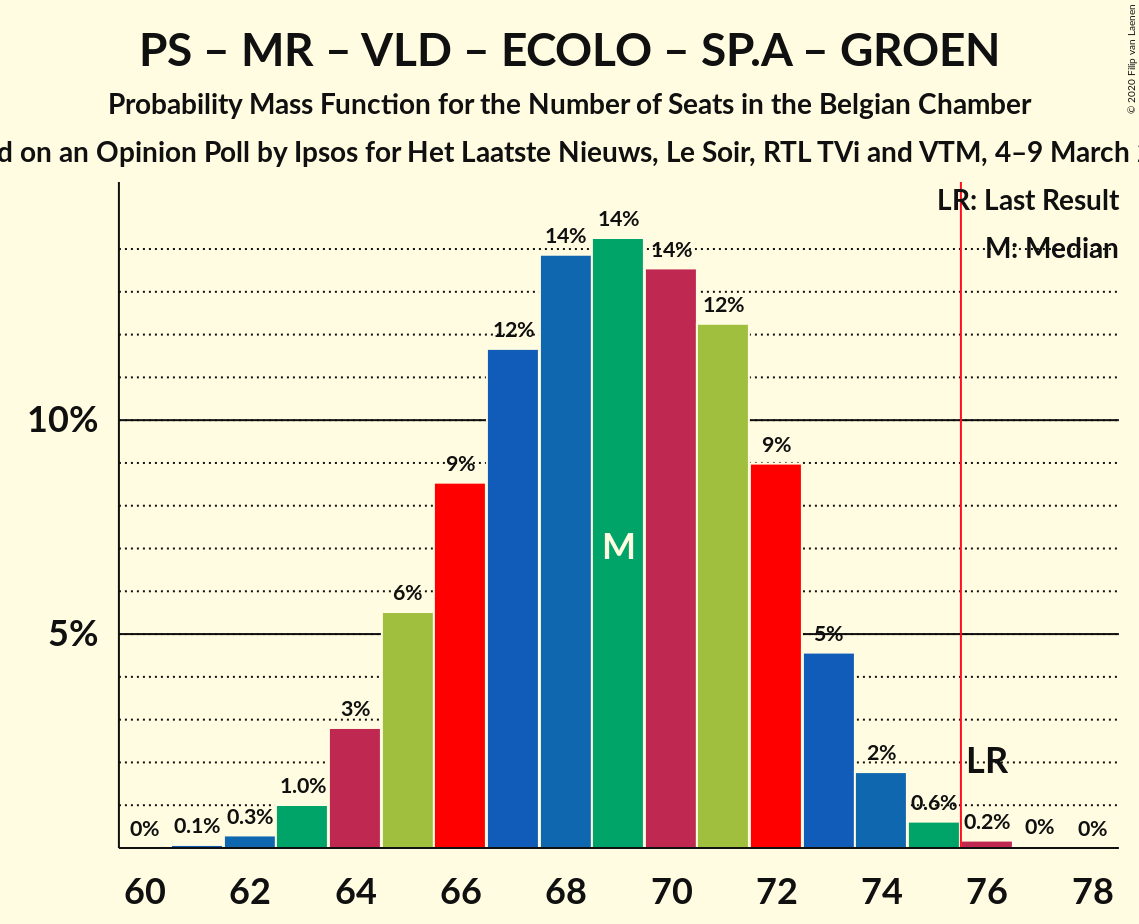 PS – MR – VLD – ECOLO – SP.A – GROEN
Probability Mass Function for the Number of Seats in the Belgian Chamber
on an Opinion Poll by Ipsos for Het Laatste Nieuws, Le Soir, RTL TVi and VTM, 4–9 March
© 2020 Filip van Laenen
LR: Last Result
M: Median
14%
14%
14%
12%
12%
10%
9%
9%
6%
5%
5%
3%
2%
1.0%
0.6%
0.3%
0.2%
0.1%
0%
0%
0%
M
LR
60 62 64 66 68 70 72 74 76 78